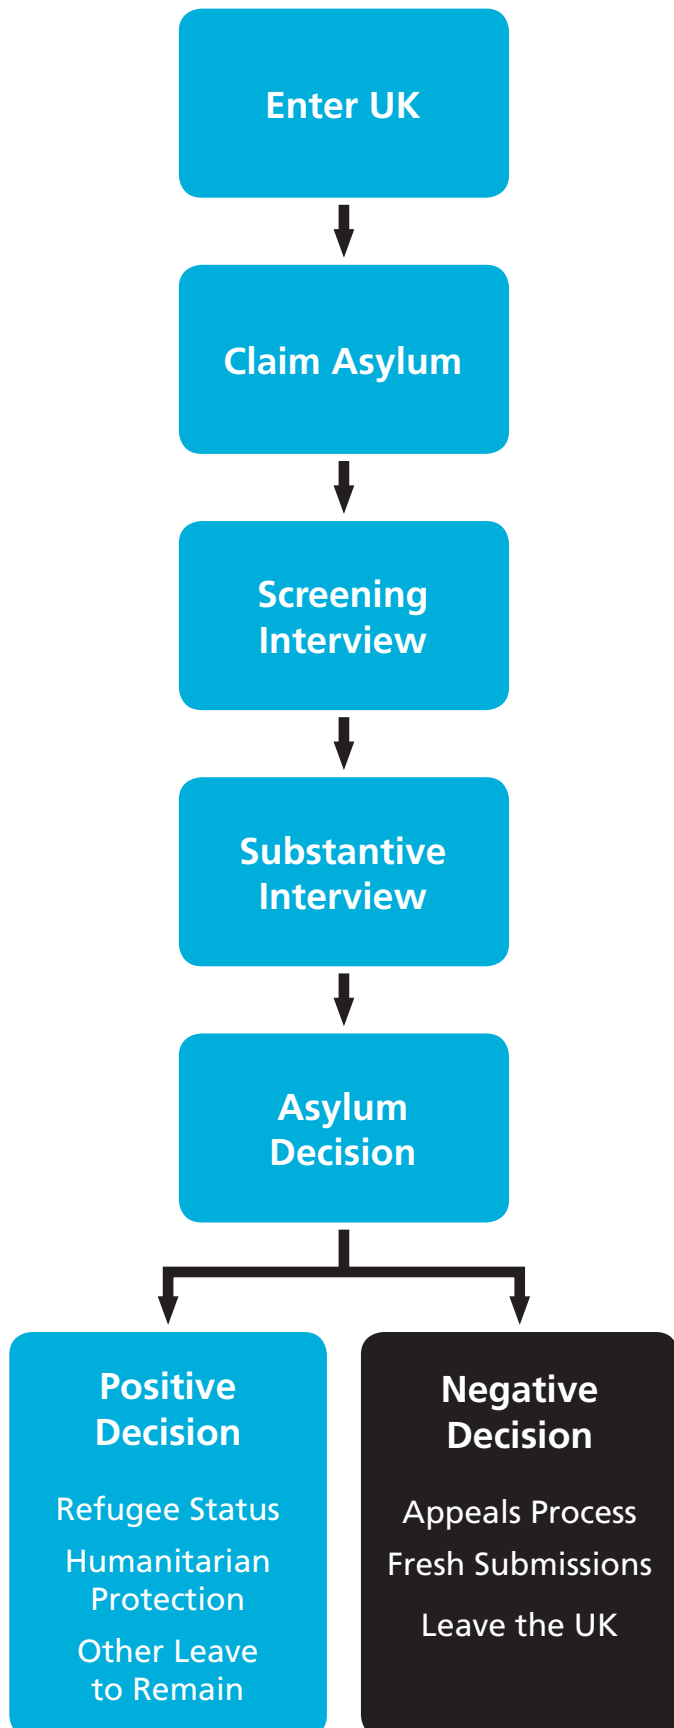 Enter UK
Claim Asylum
Screening
Interview
Substantive
Interview
Asylum
Decision
Positive
Decision
Refugee Status
Humanitarian
Protection
Other Leave
to Remain
Negative
Decision
Appeals Process
Fresh Submissions
Leave the UK